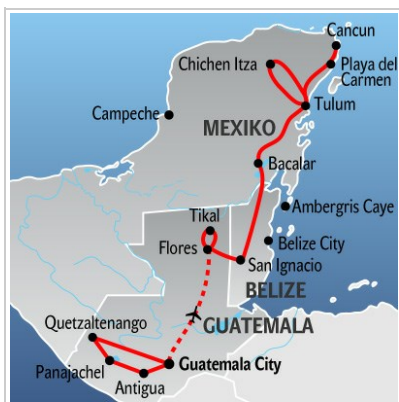 Cancun
Chichen Itza
Playa del
Carmen
Tulum
Campeche
MEXIKO
Bacalar
Tikal
Ambergris Caye
Flores
Belize City
San Ignacio
BELIZE
Quetzaltenango
GUATEMALA
Guatemala City
Panajachel
Antigua